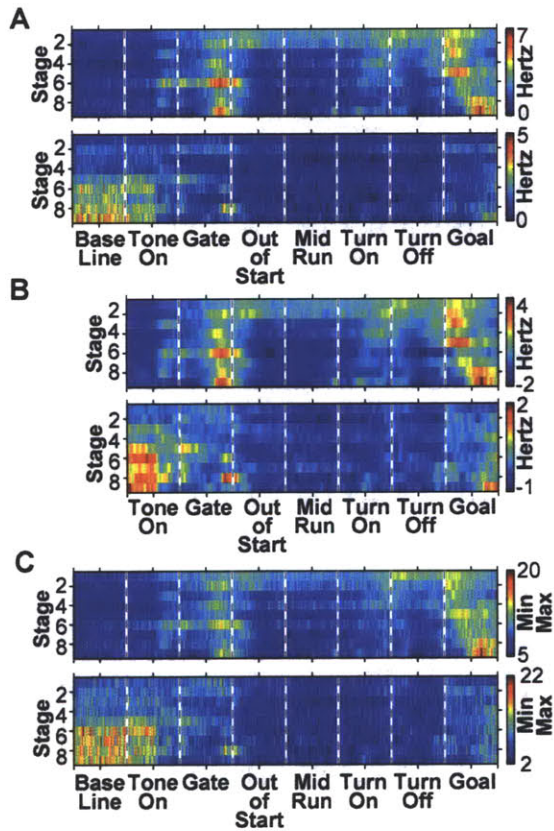 A
Stage
2
4
6
8
7
Hertz
0
Stage
2
4
6
8
5
Hertz
0
Base Line
Tone On
Gate
Out of Start
Mid Run
Turn On
Turn Off
Goal
B
Stage
2
4
6
8
4
Hertz
-2
Stage
2
4
6
8
2
Hertz
-1
Tone On
Gate
Out of Start
Mid Run
Turn On
Turn Off
Goal
C
Stage
2
4
6
8
20
Min Max
5
Stage
2
4
6
8
22
Min Max
2
Base Line
Tone On
Gate
Out of Start
Mid Run
Turn On
Turn Off
Goal